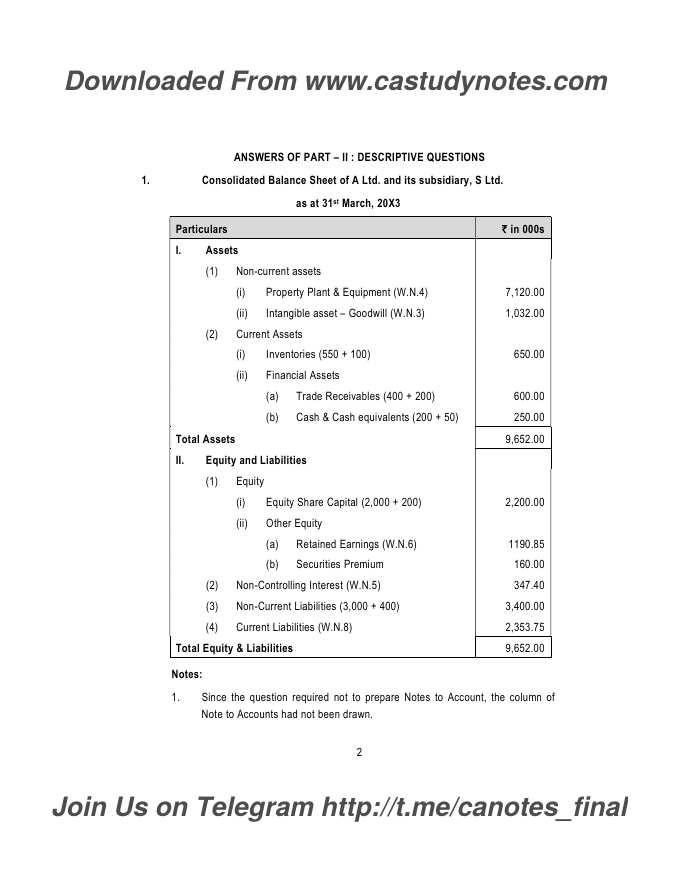 Downloaded From www.castudynotes.com
ANSWERS OF PART – II : DESCRIPTIVE QUESTIONS
1. Consolidated Balance Sheet of A Ltd. and its subsidiary, S Ltd.
as at 31st March, 20X3
Particulars ₹ in 000s
I. Assets
(1) Non-current assets
(i) Property Plant & Equipment (W.N.4) 7,120.00
(ii) Intangible asset – Goodwill (W.N.3) 1,032.00
(2) Current Assets
(i) Inventories (550 + 100) 650.00
(ii) Financial Assets
(a) Trade Receivables (400 + 200) 600.00
(b) Cash & Cash equivalents (200 + 50) 250.00
Total Assets 9,652.00
II. Equity and Liabilities
(1) Equity
(i) Equity Share Capital (2,000 + 200) 2,200.00
(ii) Other Equity
(a) Retained Earnings (W.N.6) 1190.85
(b) Securities Premium 160.00
(2) Non-Controlling Interest (W.N.5) 347.40
(3) Non-Current Liabilities (3,000 + 400) 3,400.00
(4) Current Liabilities (W.N.8) 2,353.75
Total Equity & Liabilities 9,652.00
Notes:
1. Since the question required not to prepare Notes to Account, the column of
Note to Accounts had not been drawn.
2
Join Us on Telegram http://t.me/canotes_final